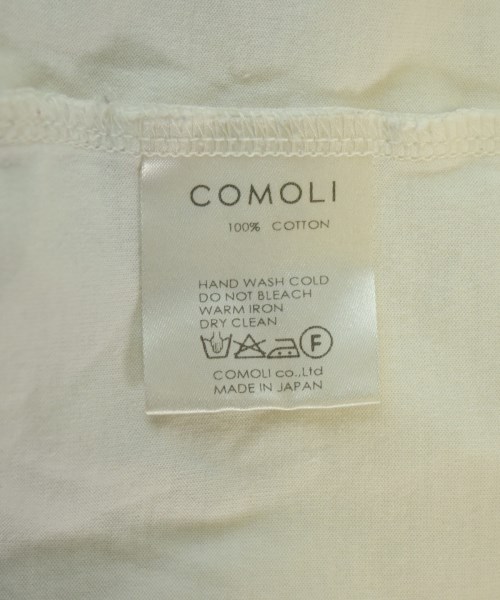 COMOLI
100% COTTON
HAND WASH COLD
DO NOT BLEACH
WARM IRON
DRY CLEAN
F
COMOLI co.,Ltd
MADE IN JAPAN